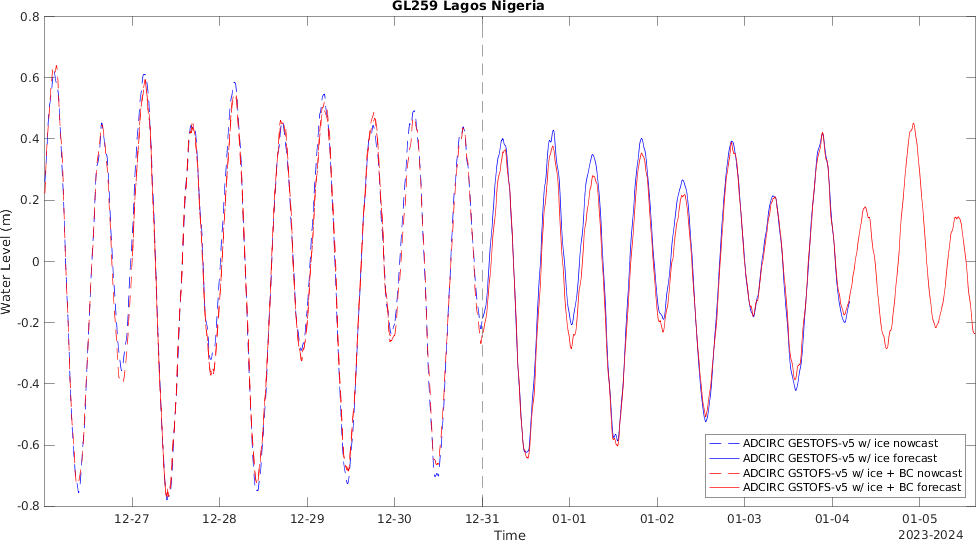 GL259 Lagos Nigeria
Water Level (m)
0.8
0.6
0.4
0.2
0
-0.2
-0.4
-0.6
-0.8
12-27
12-28
12-29
12-30
12-31
01-01
01-02
01-03
01-04
01-05
Time
2023-2024
ADCIRC GESTOFS-v5 w/ ice nowcast
ADCIRC GESTOFS-v5 w/ ice forecast
ADCIRC GSTOFS-v5 w/ ice + BC nowcast
ADCIRC GSTOFS-v5 w/ ice + BC forecast